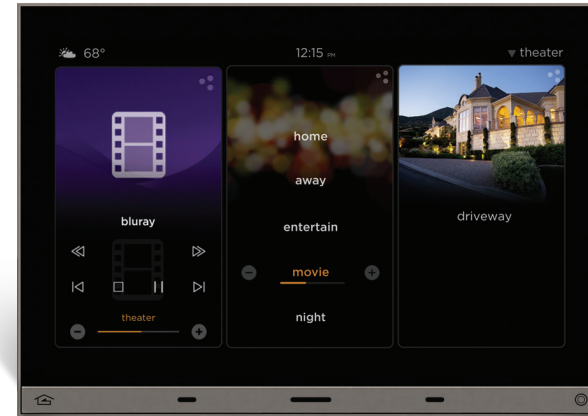 68°
12:15 PM
theater
bluray
theater
home
away
entertain
movie
night
driveway